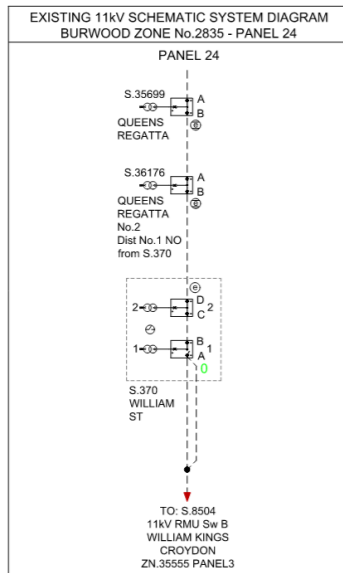 EXISTING 11kV SCHEMATIC SYSTEM DIAGRAM
BURWOOD ZONE No.2835 - PANEL 24
PANEL 24
S.35699
A
B
QUEENS
REGATTA
S.36176
A
B
QUEENS
REGATTA
No.2
Dist No.1 NO
from S.370
e
D
2
C 2
B
1
1
A
0
S.370
WILLIAM
ST
TO: S.8504
11kV RMU Sw B
WILLIAM KINGS
CROYDON
ZN.35555 PANEL3